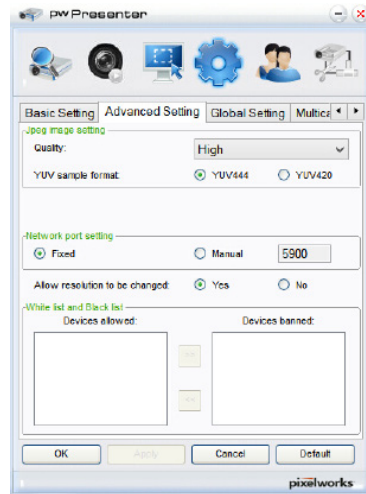 pwPresenter
Basic Setting Advanced Setting Global Setting Multica
Jpeg image setting
Quality: High
YUV sample format: YUV444 YUV420
Network port setting
Fixed Manual 5900
Allow resolution to be changed: Yes No
White list and Black list
Devices allowed: Devices banned:
>>
<<
OK Apply Cancel Default
pixelworks